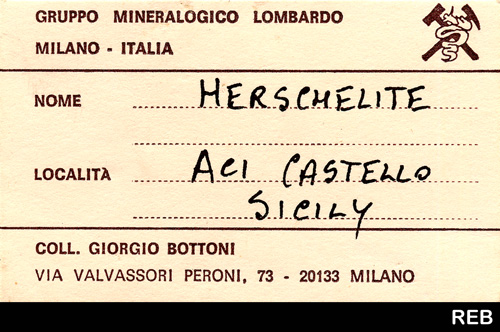 GRUPPO MINERALOGICO LOMBARDO
MILANO - ITALIA
NOME HERSCHELITE
LOCALITÀ ACI CASTELLO
SICILY
COLL. GIORGIO BOTTONI
VIA VALVASSORI PERONI, 73 - 20133 MILANO
REB